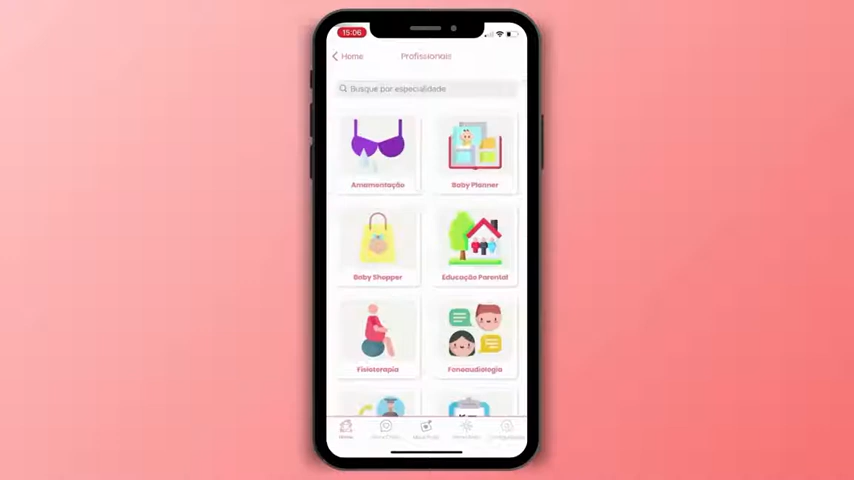 15:06
Home
Profissionais
Busque por especialidade
Amamentação
Baby Planner
Baby Shopper
Educação Parental
Fisioterapia
Fonoaudiologia
Home